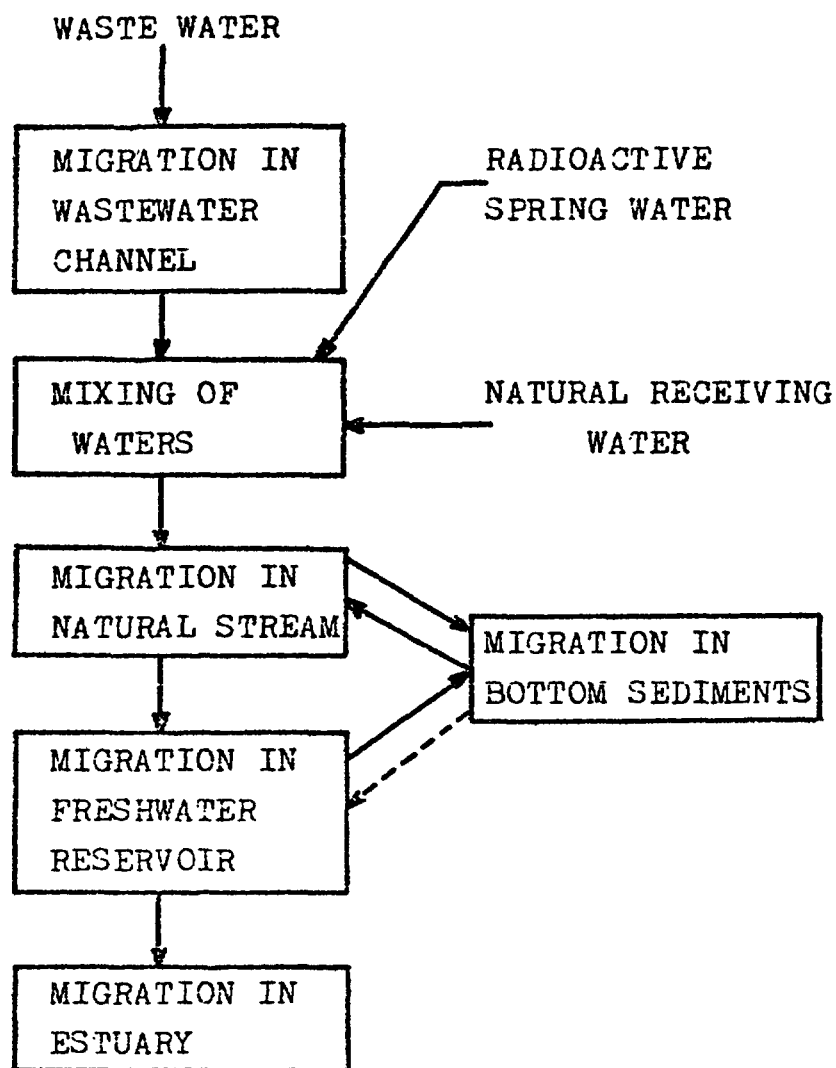 WASTE WATER
MIGRATION IN
WASTEWATER
CHANNEL
RADIOACTIVE
SPRING WATER
MIXING OF
WATERS
NATURAL RECEIVING
WATER
MIGRATION IN
NATURAL STREAM
MIGRATION IN
BOTTOM SEDIMENTS
MIGRATION IN
FRESHWATER
RESERVOIR
MIGRATION IN
ESTUARY